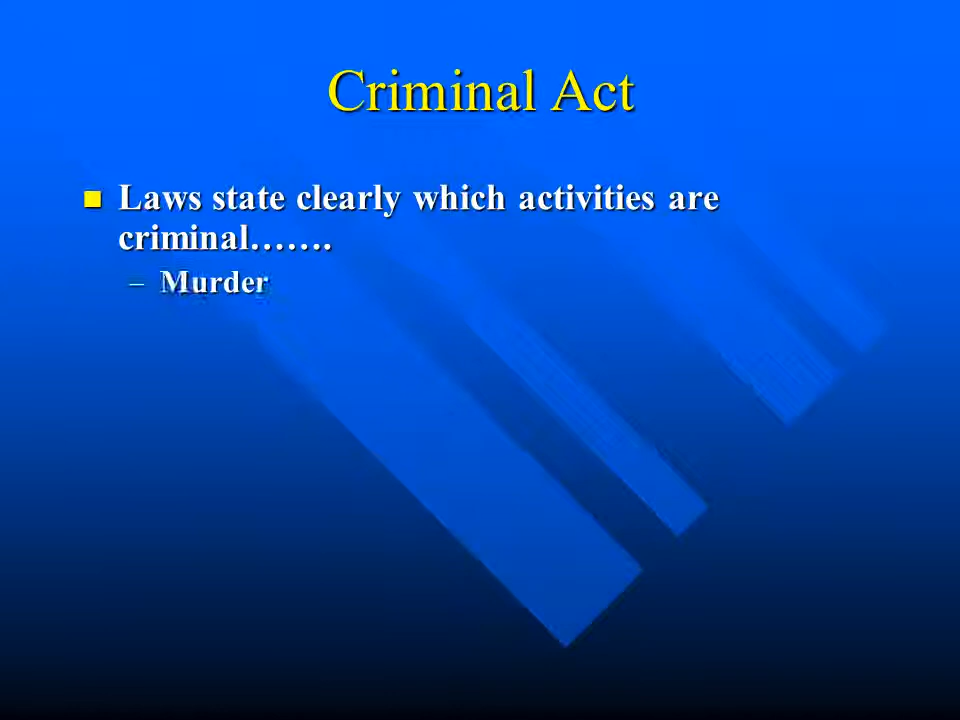 Criminal Act
Laws state clearly which activities are
criminal…….
– Murder